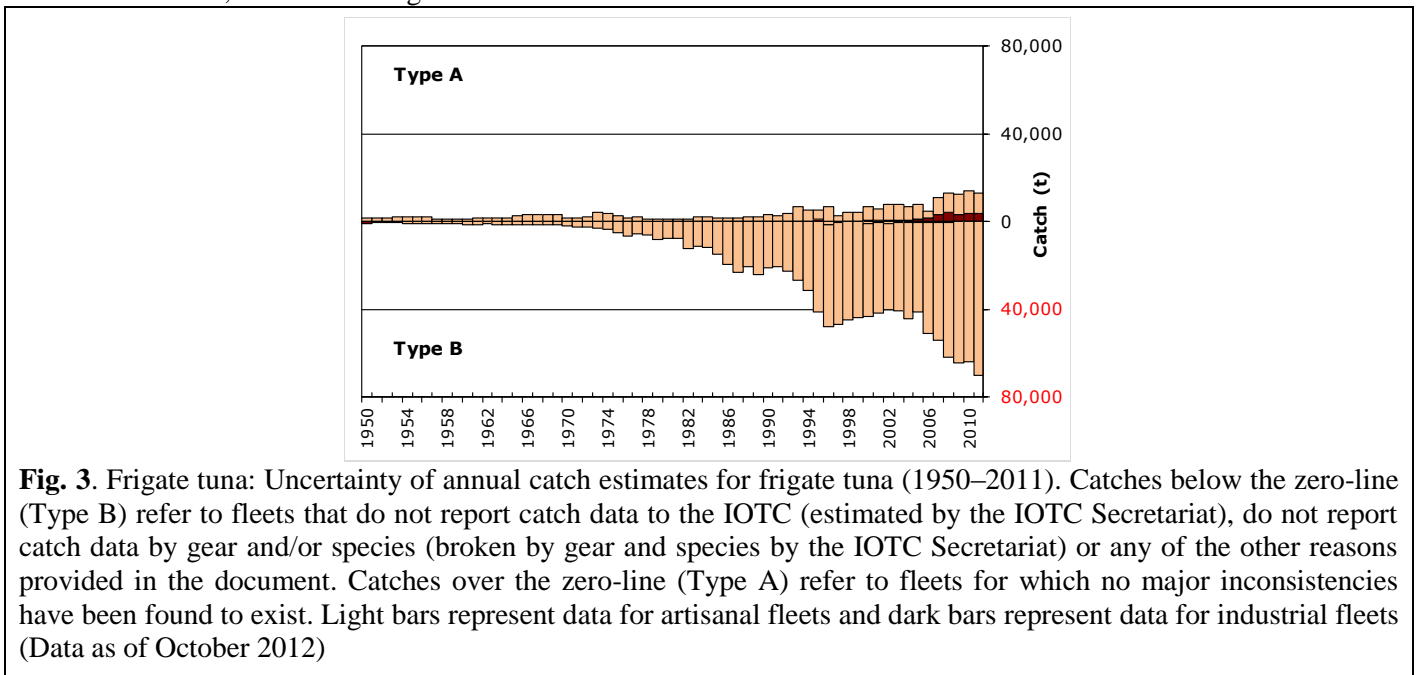 Type A
80,000
40,000
0
40,000
80,000
Catch (t)
Type B
1950
1954
1958
1962
1966
1970
1974
1978
1982
1986
1990
1994
1998
2002
2006
2010
Fig. 3. Frigate tuna: Uncertainty of annual catch estimates for frigate tuna (1950–2011). Catches below the zero-line
(Type B) refer to fleets that do not report catch data to the IOTC (estimated by the IOTC Secretariat), do not report
catch data by gear and/or species (broken by gear and species by the IOTC Secretariat) or any of the other reasons
provided in the document. Catches over the zero-line (Type A) refer to fleets for which no major inconsistencies
have been found to exist. Light bars represent data for artisanal fleets and dark bars represent data for industrial fleets
(Data as of October 2012)